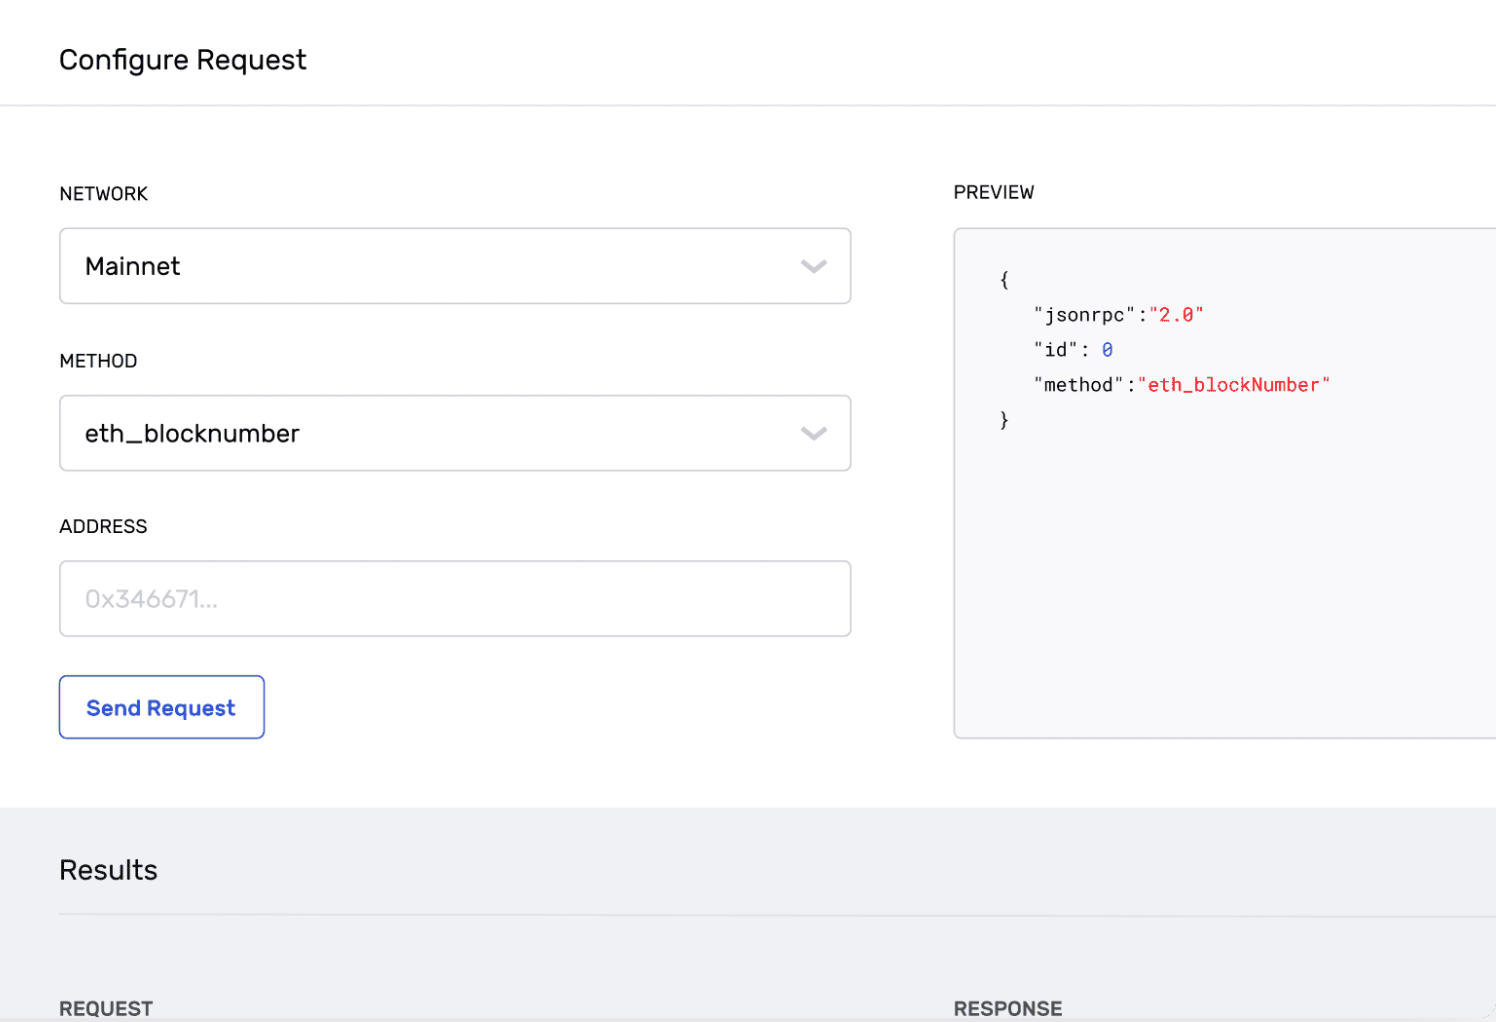 Configure Request
NETWORK
Mainnet
METHOD
eth_blocknumber
ADDRESS
0x346671...
Send Request
PREVIEW
{
"jsonrpc":"2.0"
"id": 0
"method":"eth_blockNumber"
}
Results
REQUEST
RESPONSE